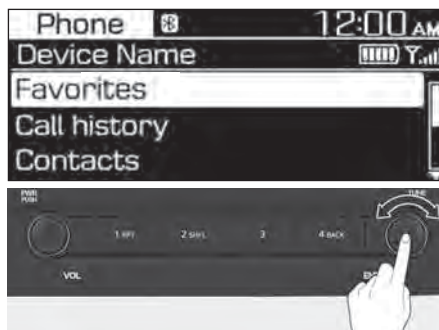 Phone 12:00 AM
Device Name
Favorites
Call history
Contacts
PWR TUNE
PUSH
1 RPT 2 SHFL 3 4 BACK
VOL